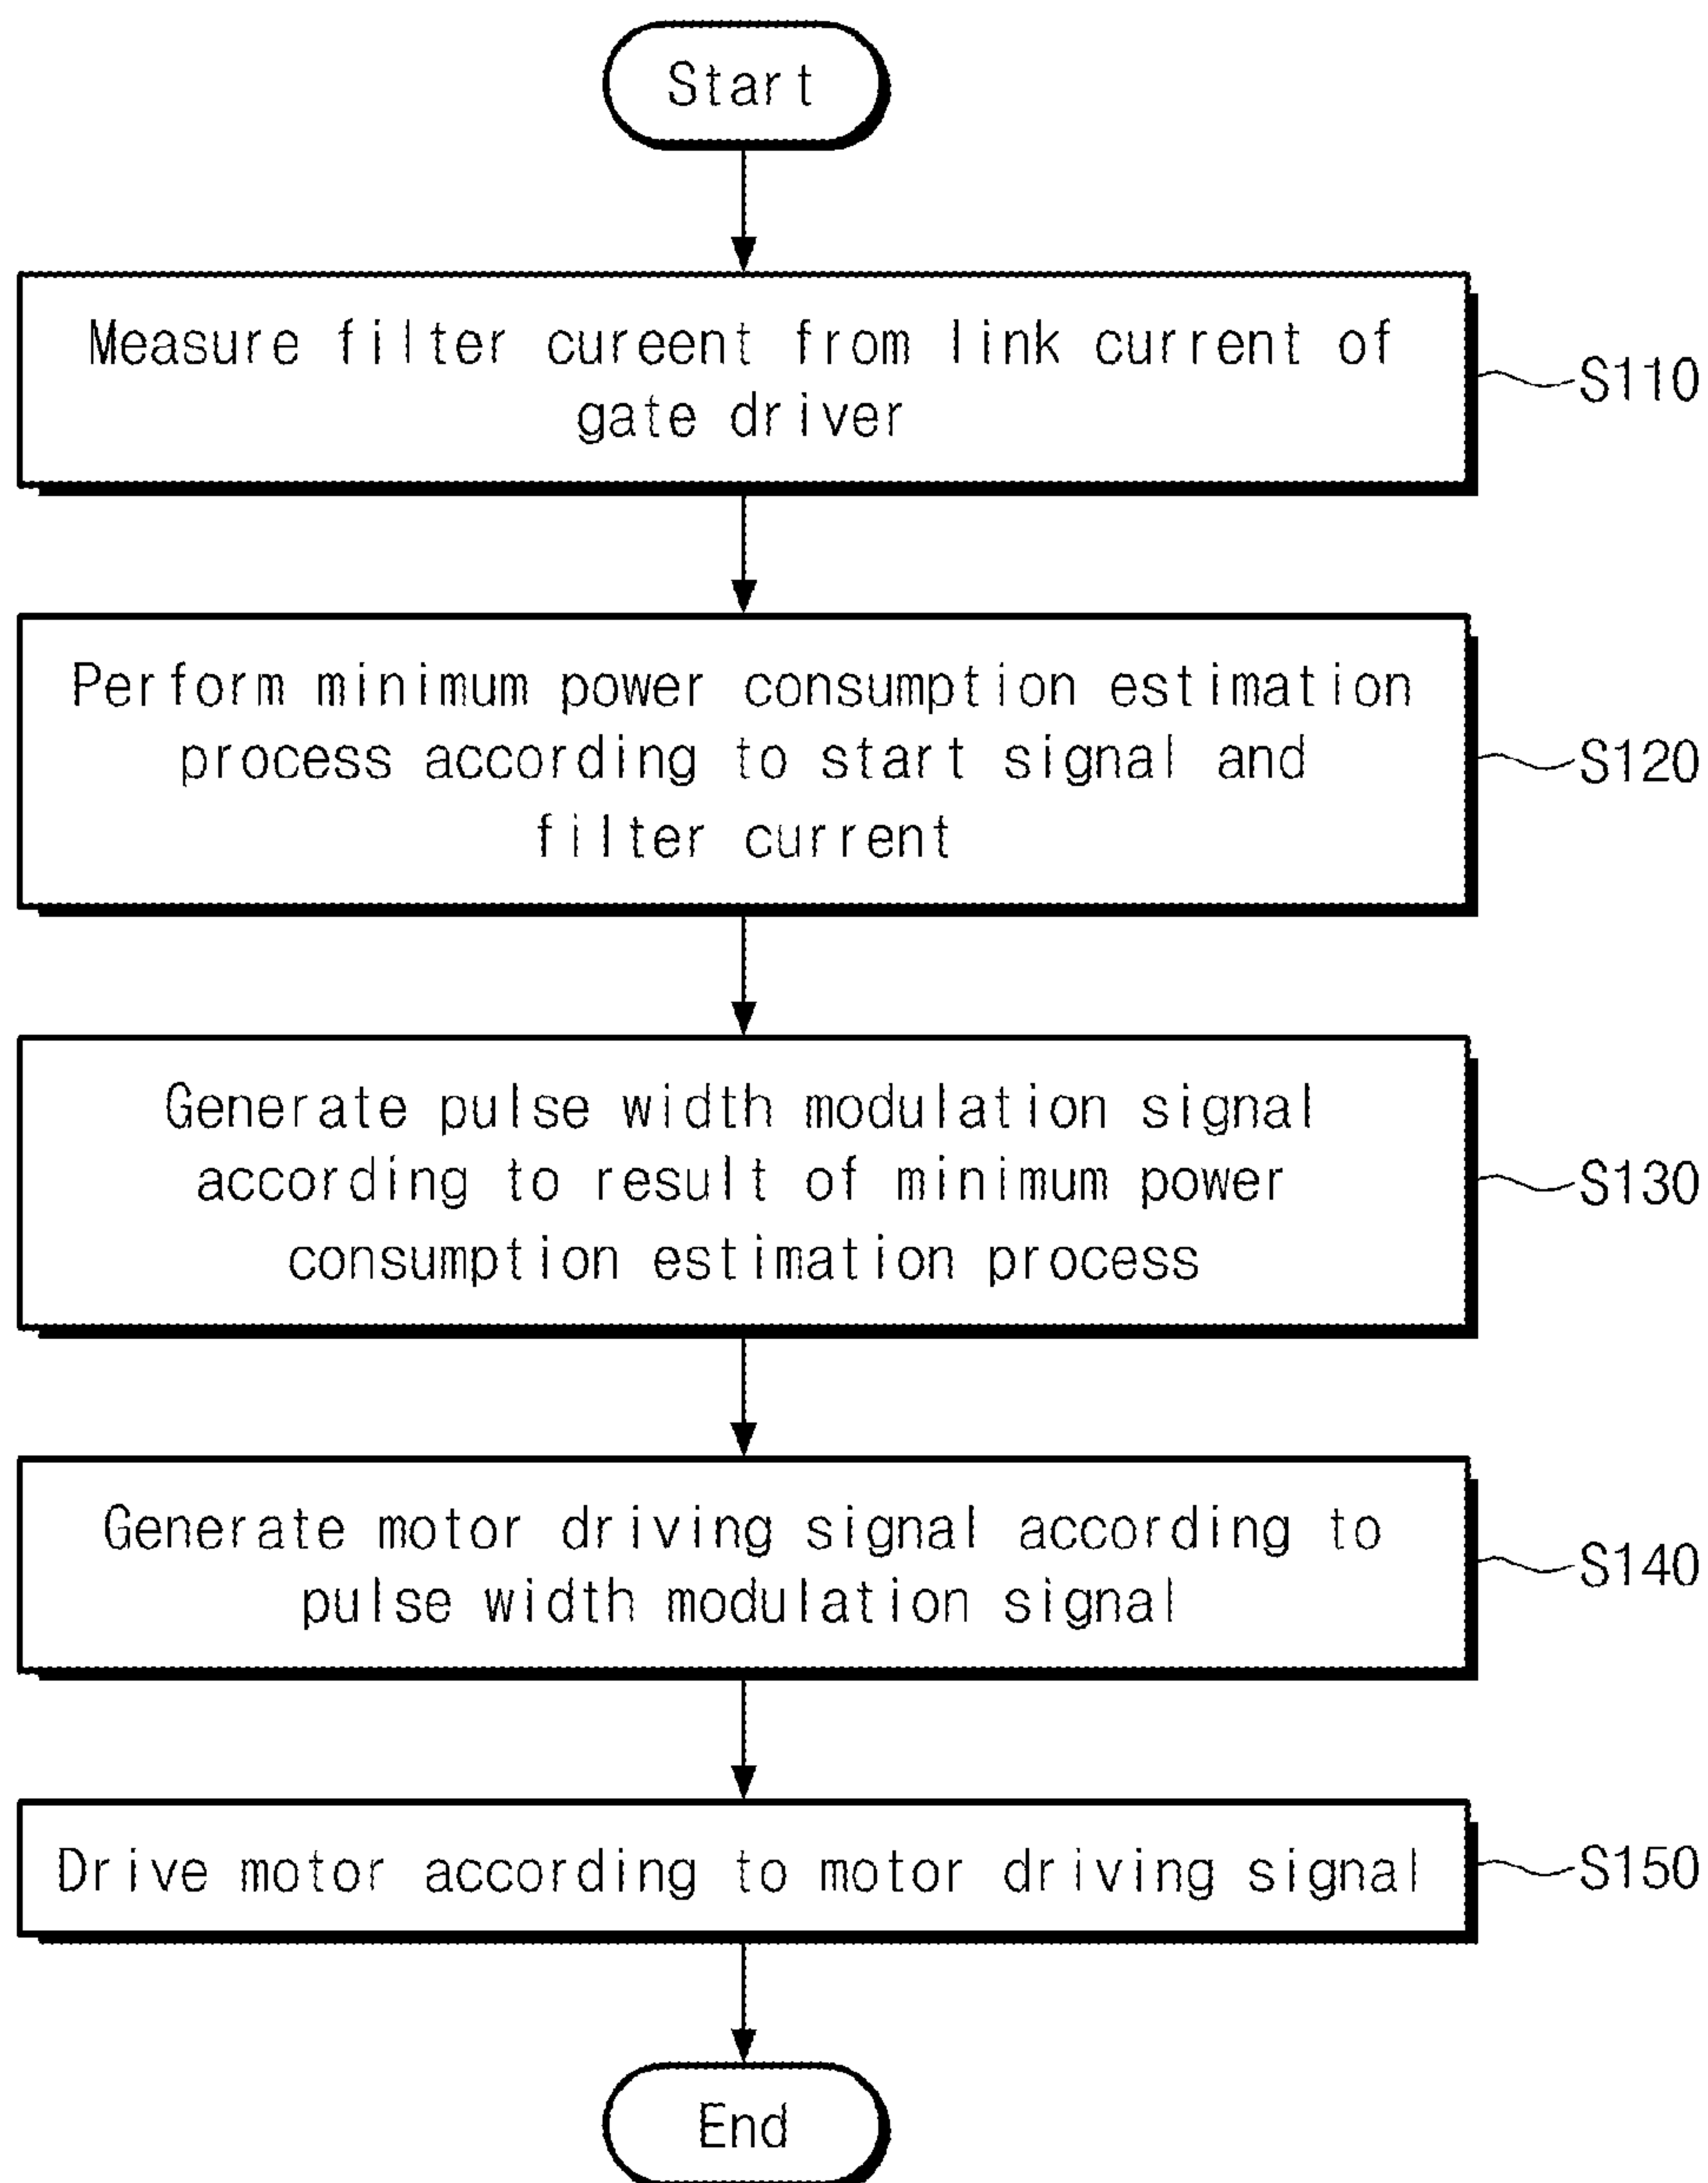 Start
Measure filter cureent from link current of
gate driver
S110
Perform minimum power consumption estimation
process according to start signal and
filter current
S120
Generate pulse width modulation signal
according to result of minimum power
consumption estimation process
S130
Generate motor driving signal according to
pulse width modulation signal
S140
Drive motor according to motor driving signal
S150
End